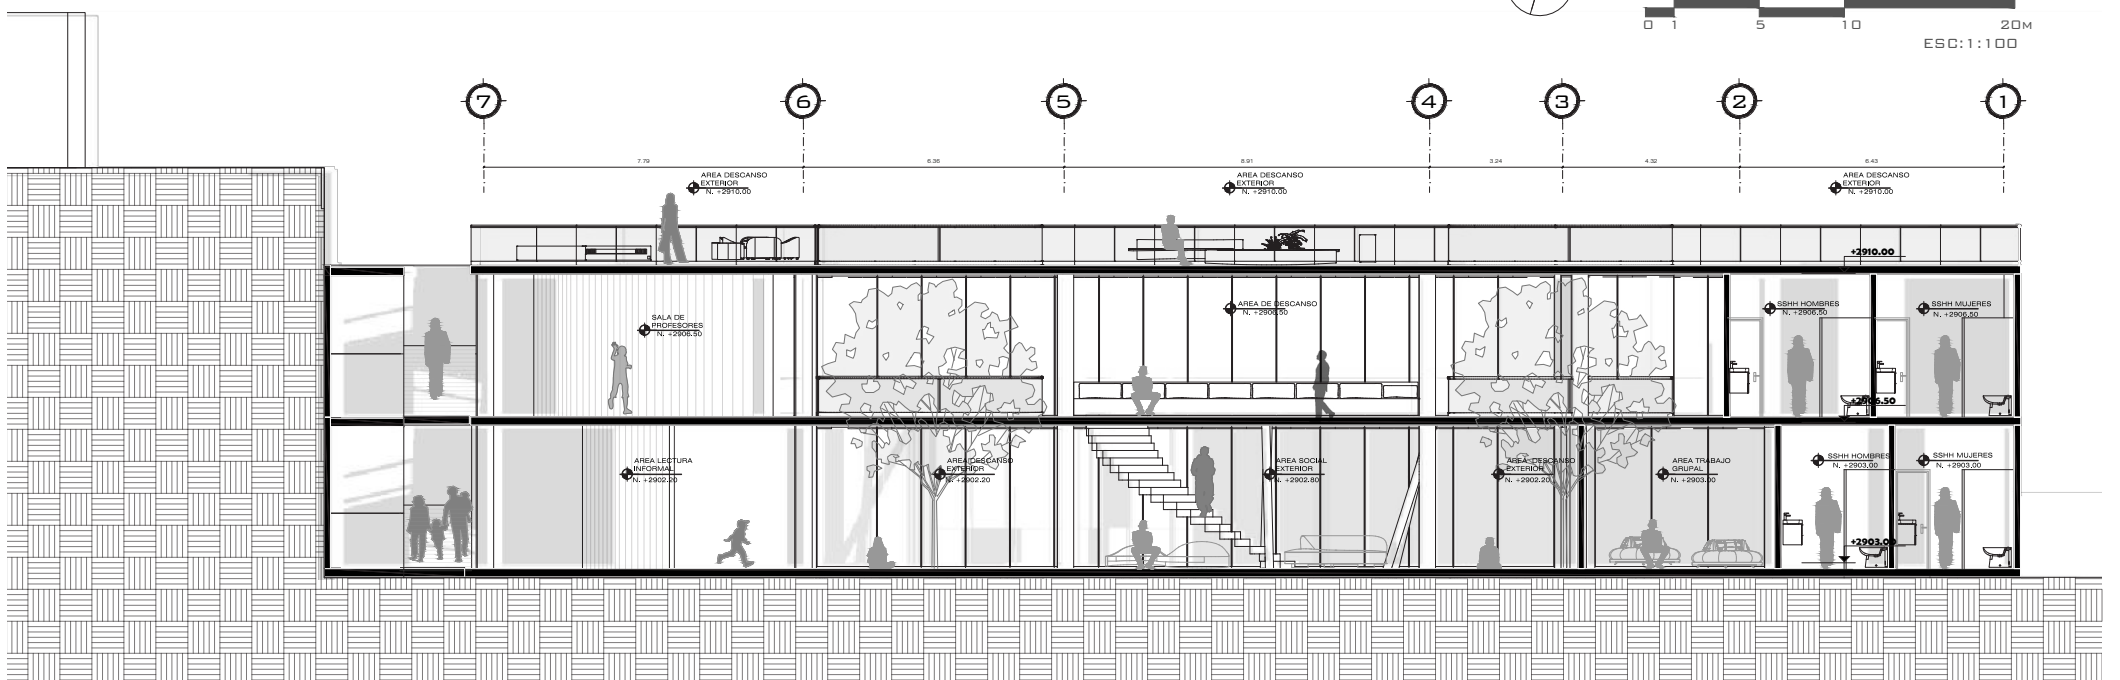 0 1 5 10 20M
ESC:1:100
7 6 5 4 3 2 1
7.79 6.36 8.91 3.24 4.32 6.43
AREA DESCANSO
EXTERIOR
N. +2910.00
AREA DESCANSO
EXTERIOR
N. +2910.00
AREA DESCANSO
EXTERIOR
N. +2910.00
+2910.00
SALA DE
PROFESORES
N. +2906.50
AREA DE DESCANSO
N. +2906.50
SSHH HOMBRES
N. +2906.50
SSHH MUJERES
N. +2906.50
+2906.50
AREA LECTURA
INFORMAL
N. +2902.20
AREA DESCANSO
EXTERIOR
N. +2902.20
AREA SOCIAL
EXTERIOR
N. +2902.80
AREA DESCANSO
EXTERIOR
N. +2902.20
AREA TRABAJO
GRUPAL
N. +2903.00
SSHH HOMBRES
N. +2903.00
SSHH MUJERES
N. +2903.00
+2903.00